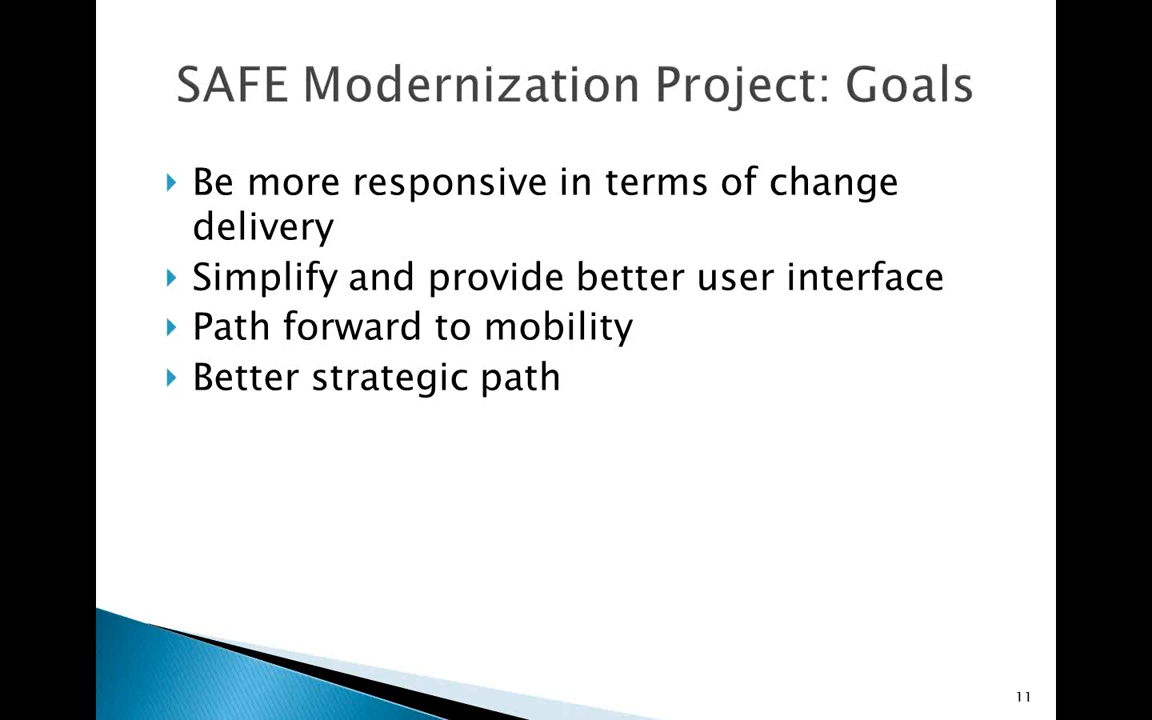 SAFE Modernization Project: Goals
Be more responsive in terms of change
delivery
Simplify and provide better user interface
Path forward to mobility
Better strategic path
11